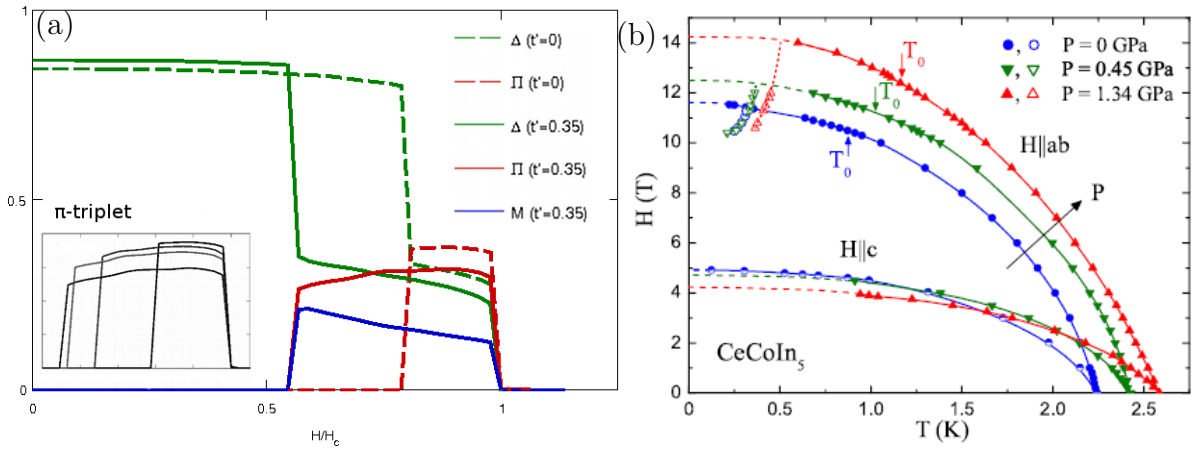 (a)
1
0.5
0
0
0.5
1
H/H_c
Δ (t'=0)
Π (t'=0)
Δ (t'=0.35)
Π (t'=0.35)
M (t'=0.35)
π-triplet
(b)
14
12
10
8
6
4
2
0
H (T)
0.0
0.5
1.0
1.5
2.0
2.5
T (K)
, P = 0 GPa
, P = 0.45 GPa
, P = 1.34 GPa
T_0
T_0
T_0
H||ab
P
H||c
CeCoIn_5